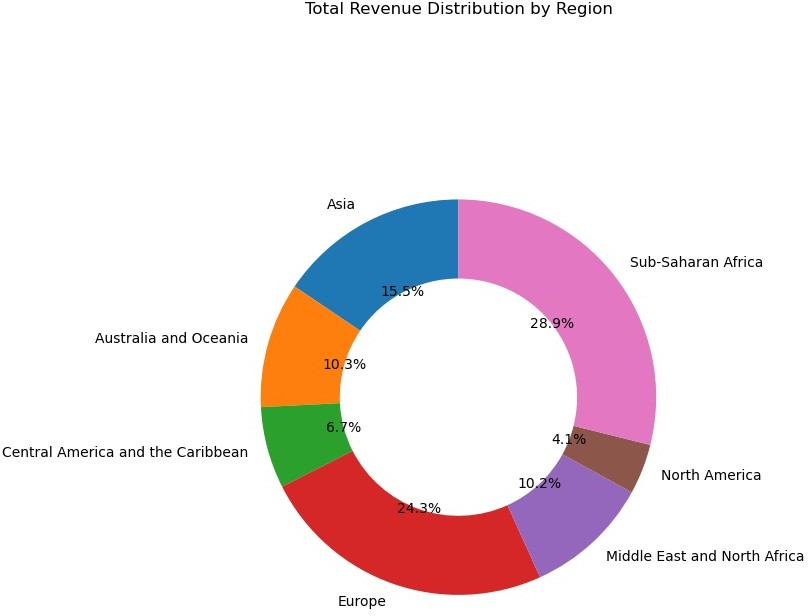 Total Revenue Distribution by Region
Asia
Sub-Saharan Africa
15.5%
28.9%
Australia and Oceania
10.3%
6.7%
4.1%
Central America and the Caribbean
North America
10.2%
24.3%
Middle East and North Africa
Europe